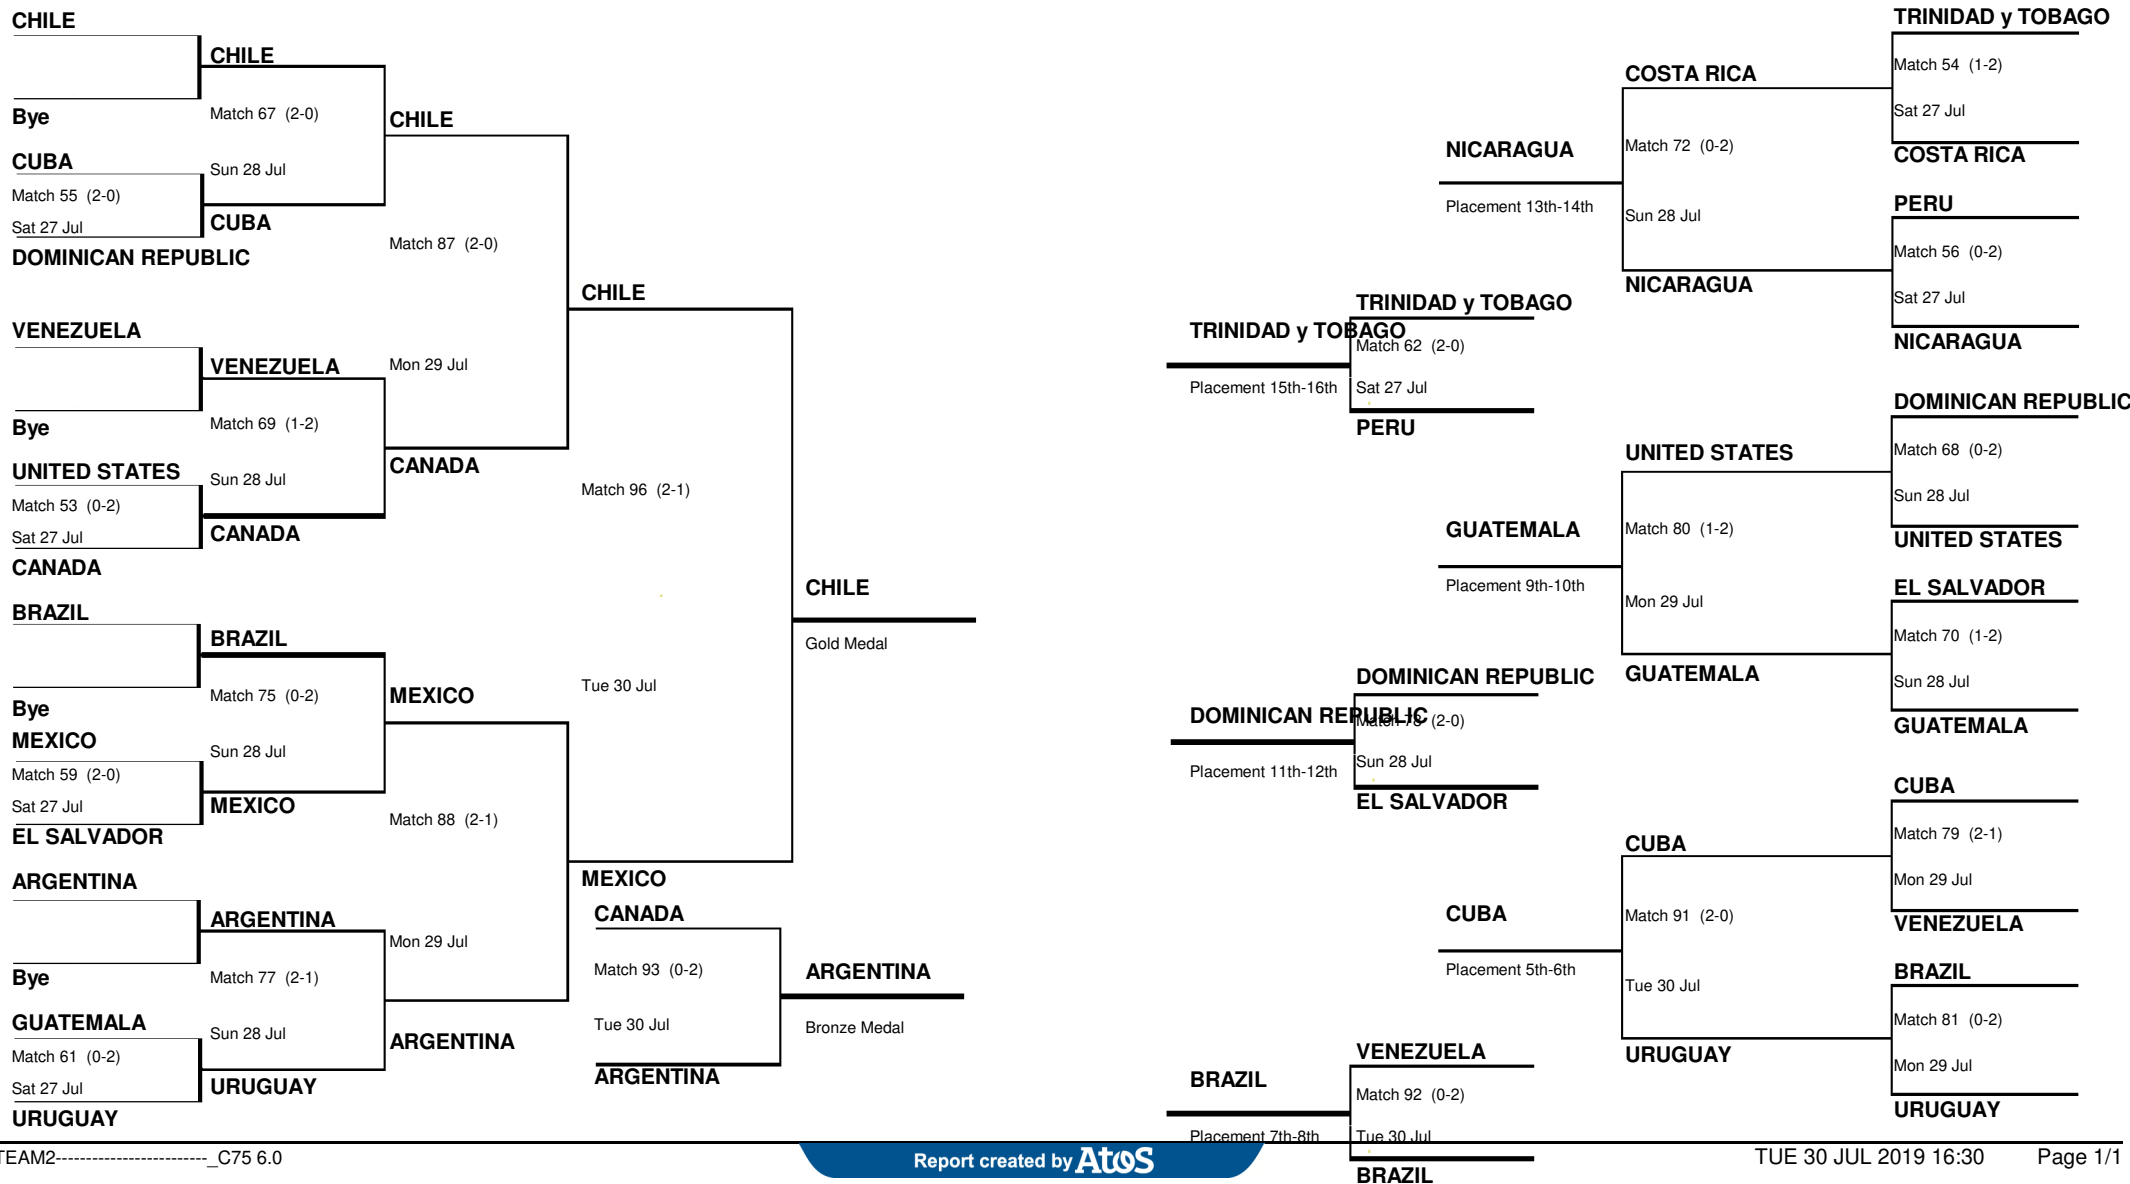 CHILE
CHILE
Bye
Match 67 (2-0)
CHILE
CUBA
Sun 28 Jul
Match 55 (2-0)
Sat 27 Jul
CUBA
DOMINICAN REPUBLIC
Match 87 (2-0)
CHILE
VENEZUELA
VENEZUELA
Mon 29 Jul
Bye
Match 69 (1-2)
UNITED STATES
Sun 28 Jul
CANADA
Match 53 (0-2)
Sat 27 Jul
CANADA
CANADA
Match 96 (2-1)
CHILE
Gold Medal
BRAZIL
BRAZIL
Tue 30 Jul
Match 75 (0-2)
MEXICO
Bye
MEXICO
Sun 28 Jul
Match 59 (2-0)
Sat 27 Jul
MEXICO
EL SALVADOR
Match 88 (2-1)
MEXICO
ARGENTINA
ARGENTINA
Mon 29 Jul
Bye
Match 77 (2-1)
GUATEMALA
Sun 28 Jul
ARGENTINA
Match 61 (0-2)
Sat 27 Jul
URUGUAY
URUGUAY
CANADA
Match 93 (0-2)
Tue 30 Jul
ARGENTINA
ARGENTINA
Bronze Medal
TRINIDAD y TOBAGO
Match 54 (1-2)
Sat 27 Jul
COSTA RICA
COSTA RICA
NICARAGUA
Match 72 (0-2)
Placement 13th-14th
Sun 28 Jul
NICARAGUA
PERU
Match 56 (0-2)
Sat 27 Jul
NICARAGUA
TRINIDAD y TOBAGO
TRINIDAD y TOBAGO
Match 62 (2-0)
Placement 15th-16th
Sat 27 Jul
PERU
DOMINICAN REPUBLIC
Match 68 (0-2)
Sun 28 Jul
UNITED STATES
UNITED STATES
GUATEMALA
Match 80 (1-2)
Placement 9th-10th
Mon 29 Jul
GUATEMALA
EL SALVADOR
Match 70 (1-2)
Sun 28 Jul
GUATEMALA
DOMINICAN REPUBLIC
DOMINICAN REPUBLIC
Match 78 (2-0)
Placement 11th-12th
Sun 28 Jul
EL SALVADOR
CUBA
Match 79 (2-1)
Mon 29 Jul
VENEZUELA
CUBA
CUBA
Match 91 (2-0)
Placement 5th-6th
Tue 30 Jul
URUGUAY
BRAZIL
Match 81 (0-2)
Mon 29 Jul
URUGUAY
VENEZUELA
BRAZIL
Match 92 (0-2)
Placement 7th-8th
Tue 30 Jul
BRAZIL
TEAM2-------------------------_C75 6.0
Report created by Atos
TUE 30 JUL 2019 16:30
Page 1/1